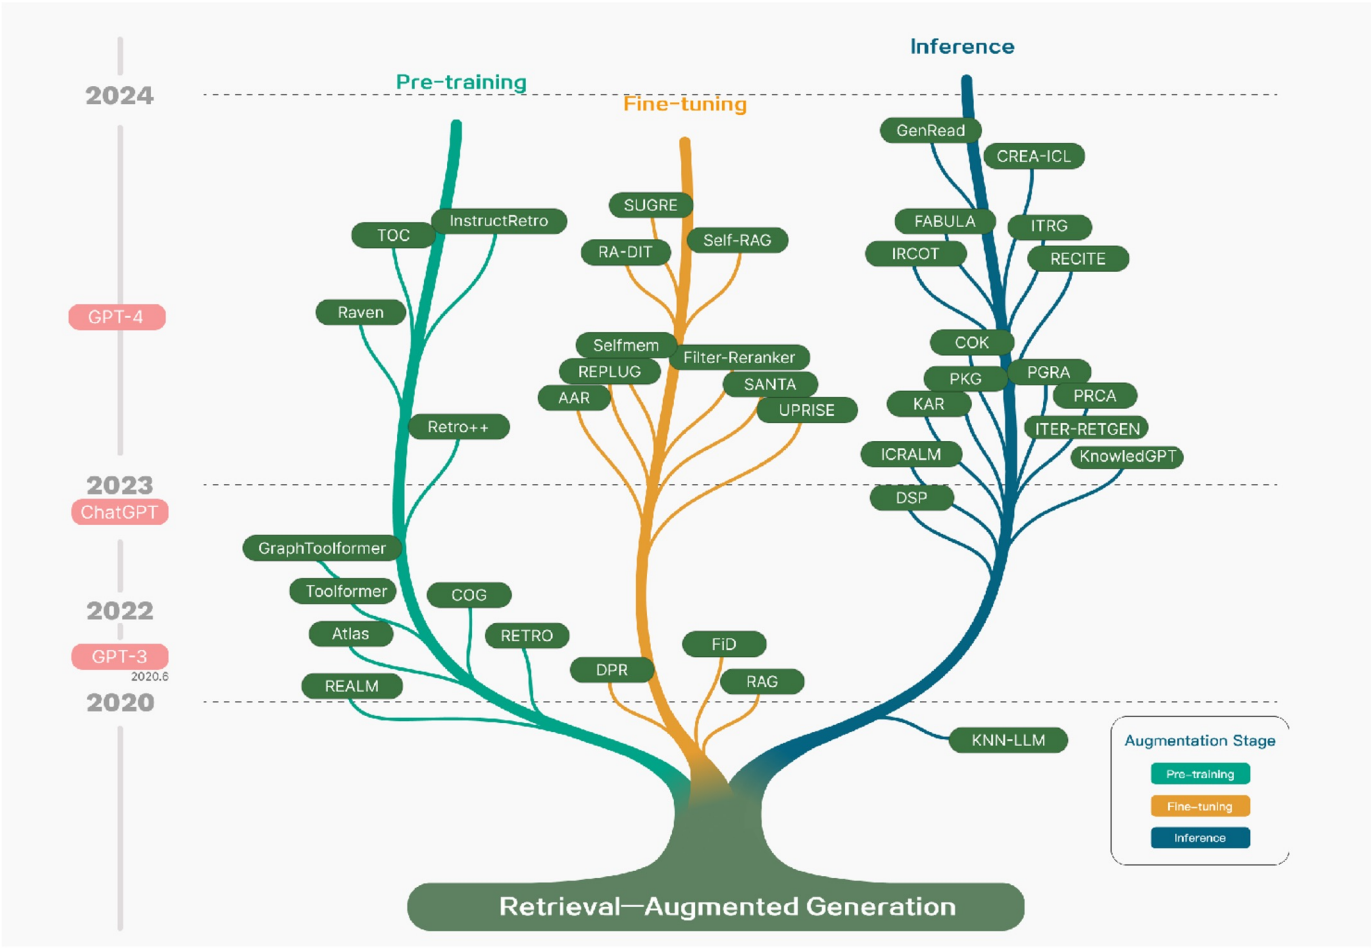 Inference
Pre-training
2024
Fine-tuning
GenRead
CREA-ICL
SUGRE
InstructRetro
FABULA
ITRG
TOC
Self-RAG
RA-DIT
IRCOT
RECITE
Raven
GPT-4
COK
Selfmem
Filter-Reranker
REPLUG
PGRA
PKG
SANTA
AAR
PRCA
KAR
UPRISE
Retro++
ITER-RETGEN
ICRALM
KnowledGPT
2023
DSP
ChatGPT
GraphToolformer
Toolformer
COG
2022
Atlas
RETRO
FiD
GPT-3
2020.6
DPR
RAG
REALM
2020
KNN-LLM
Augmentation Stage
Pre-training
Fine-tuning
Inference
Retrieval—Augmented Generation